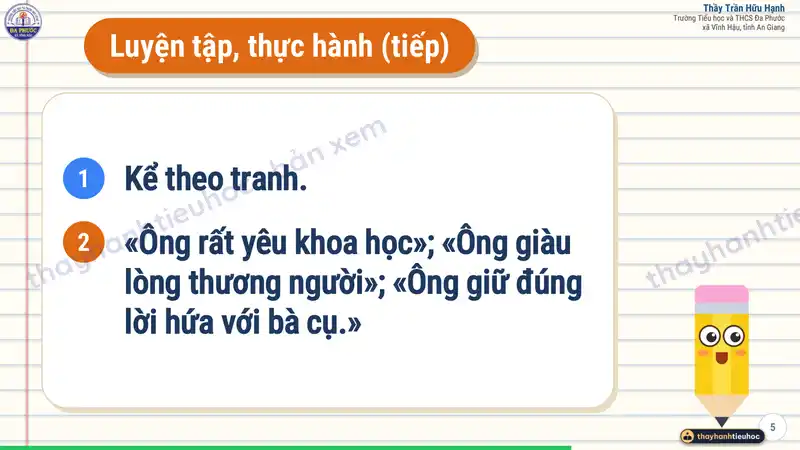 Thầy Trần Hữu Hạnh
Trường Tiểu học và THCS Đa Phước
xã Vĩnh Hậu, tỉnh An Giang
ĐA PHƯỚC
Luyện tập, thực hành (tiếp)
1 Kể theo tranh.
2 «Ông rất yêu khoa học»; «Ông giàu
lòng thương người»; «Ông giữ đúng
lời hứa với bà cụ.»
thayhanhtieuhoc
5